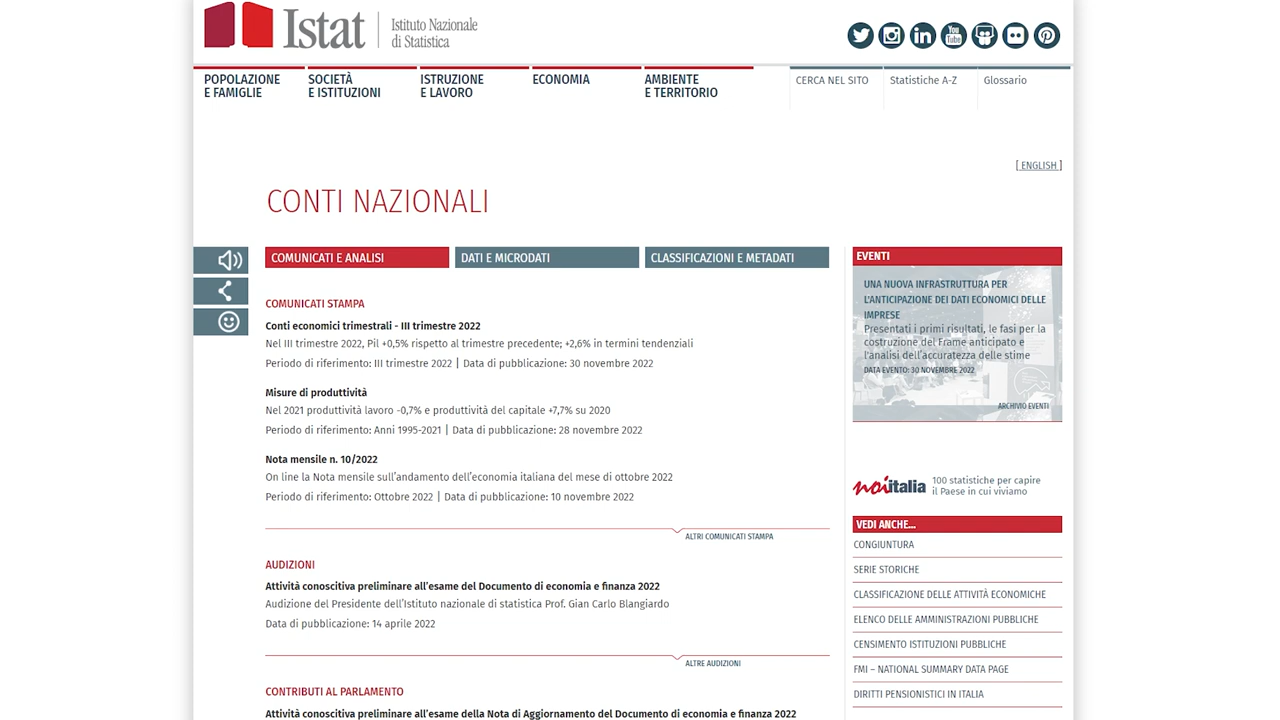 Istat
Istituto Nazionale
di Statistica
You
Tube
POPOLAZIONE
E FAMIGLIE
SOCIETÀ
E ISTITUZIONI
ISTRUZIONE
E LAVORO
ECONOMIA
AMBIENTE
E TERRITORIO
CERCA NEL SITO
Statistiche A-Z
Glossario
[ ENGLISH ]
CONTI NAZIONALI
COMUNICATI E ANALISI
DATI E MICRODATI
CLASSIFICAZIONI E METADATI
COMUNICATI STAMPA
Conti economici trimestrali - III trimestre 2022
Nel III trimestre 2022, Pil +0,5% rispetto al trimestre precedente; +2,6% in termini tendenziali
Periodo di riferimento: III trimestre 2022 | Data di pubblicazione: 30 novembre 2022
Misure di produttività
Nel 2021 produttività lavoro -0,7% e produttività del capitale +7,7% su 2020
Periodo di riferimento: Anni 1995-2021 | Data di pubblicazione: 28 novembre 2022
Nota mensile n. 10/2022
On line la Nota mensile sull'andamento dell'economia italiana del mese di ottobre 2022
Periodo di riferimento: Ottobre 2022 | Data di pubblicazione: 10 novembre 2022
ALTRI COMUNICATI STAMPA
AUDIZIONI
Attività conoscitiva preliminare all'esame del Documento di economia e finanza 2022
Audizione del Presidente dell'Istituto nazionale di statistica Prof. Gian Carlo Blangiardo
Data di pubblicazione: 14 aprile 2022
ALTRE AUDIZIONI
CONTRIBUTI AL PARLAMENTO
Attività conoscitiva preliminare all'esame della Nota di Aggiornamento del Documento di economia e finanza 2022
EVENTI
UNA NUOVA INFRASTRUTTURA PER
L'ANTICIPAZIONE DEI DATI ECONOMICI DELLE
IMPRESE
Presentati i primi risultati, le fasi per la
costruzione del Frame anticipato e
l'analisi dell'accuratezza delle stime
DATA EVENTO: 30 NOVEMBRE 2022
ARCHIVIO EVENTI
noiitalia
100 statistiche per capire
il Paese in cui viviamo
VEDI ANCHE...
CONGIUNTURA
SERIE STORICHE
CLASSIFICAZIONE DELLE ATTIVITÀ ECONOMICHE
ELENCO DELLE AMMINISTRAZIONI PUBBLICHE
CENSIMENTO ISTITUZIONI PUBBLICHE
FMI – NATIONAL SUMMARY DATA PAGE
DIRITTI PENSIONISTICI IN ITALIA